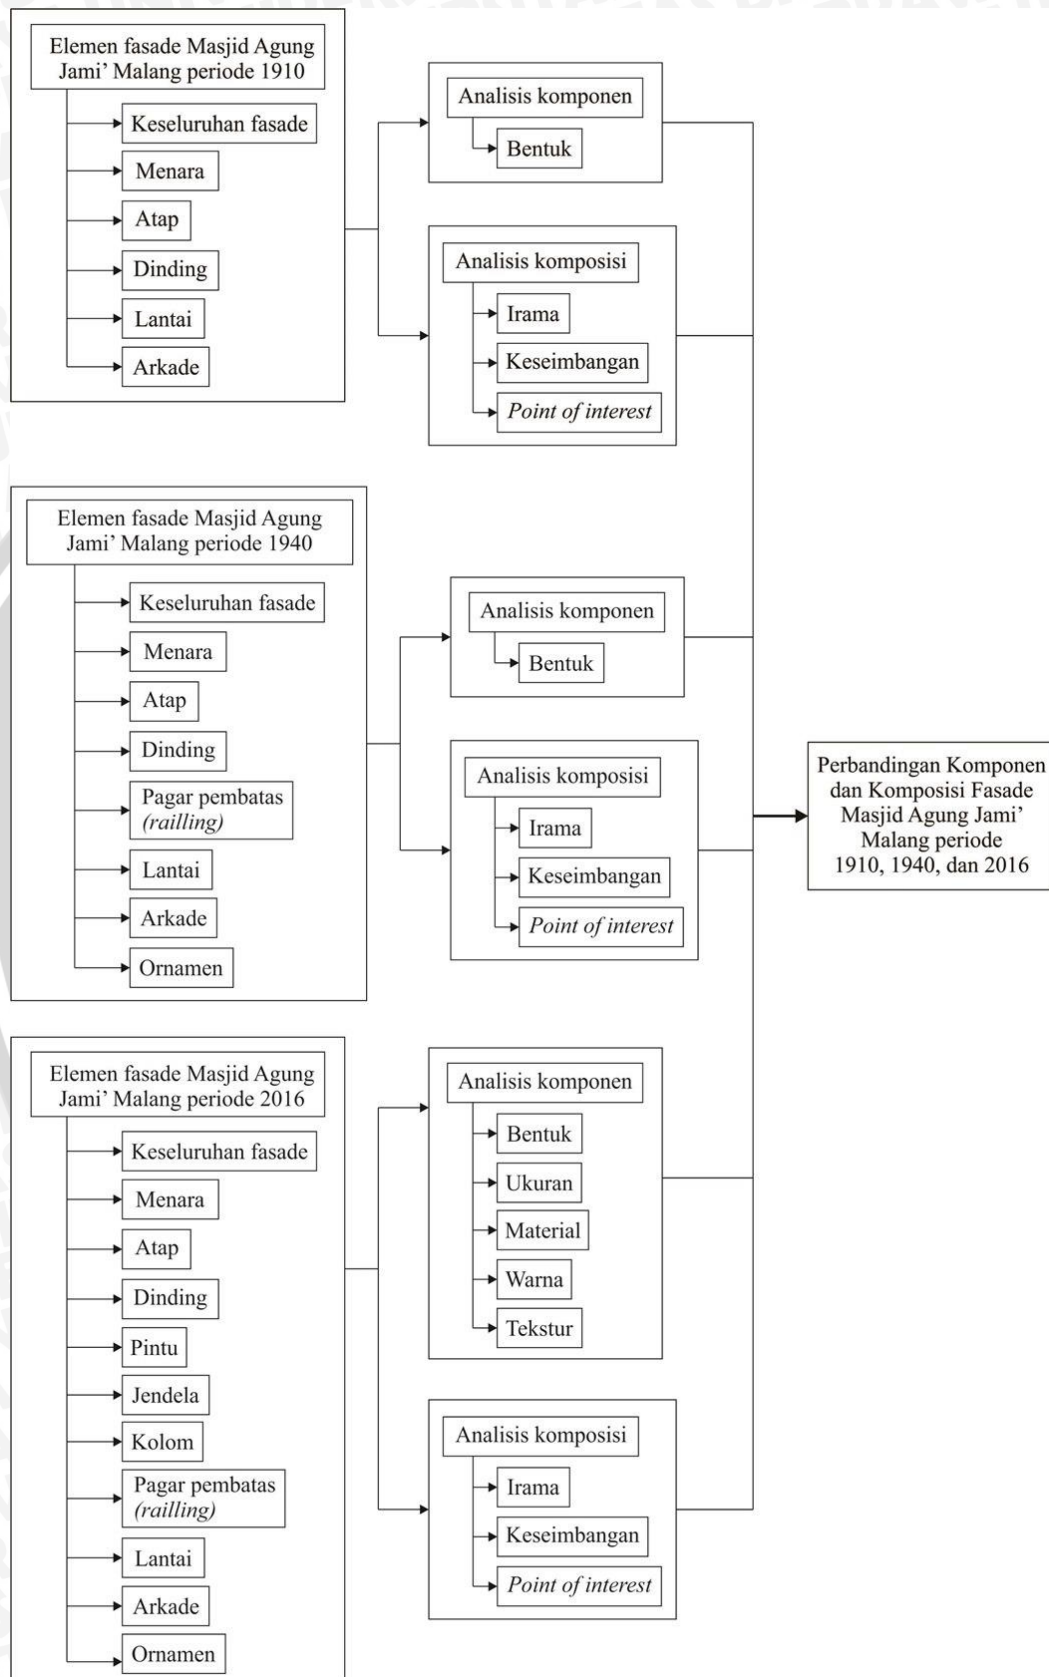 Elemen fasade Masjid Agung
Jami’ Malang periode 1910
Keseluruhan fasade
Menara
Atap
Dinding
Lantai
Arkade
Analisis komponen
Bentuk
Analisis komposisi
Irama
Keseimbangan
Point of interest
Elemen fasade Masjid Agung
Jami’ Malang periode 1940
Keseluruhan fasade
Menara
Atap
Dinding
Pagar pembatas
(railling)
Lantai
Arkade
Ornamen
Analisis komponen
Bentuk
Analisis komposisi
Irama
Keseimbangan
Point of interest
Elemen fasade Masjid Agung
Jami’ Malang periode 2016
Keseluruhan fasade
Menara
Atap
Dinding
Pintu
Jendela
Kolom
Pagar pembatas
(railling)
Lantai
Arkade
Ornamen
Analisis komponen
Bentuk
Ukuran
Material
Warna
Tekstur
Analisis komposisi
Irama
Keseimbangan
Point of interest
Perbandingan Komponen
dan Komposisi Fasade
Masjid Agung Jami’
Malang periode
1910, 1940, dan 2016